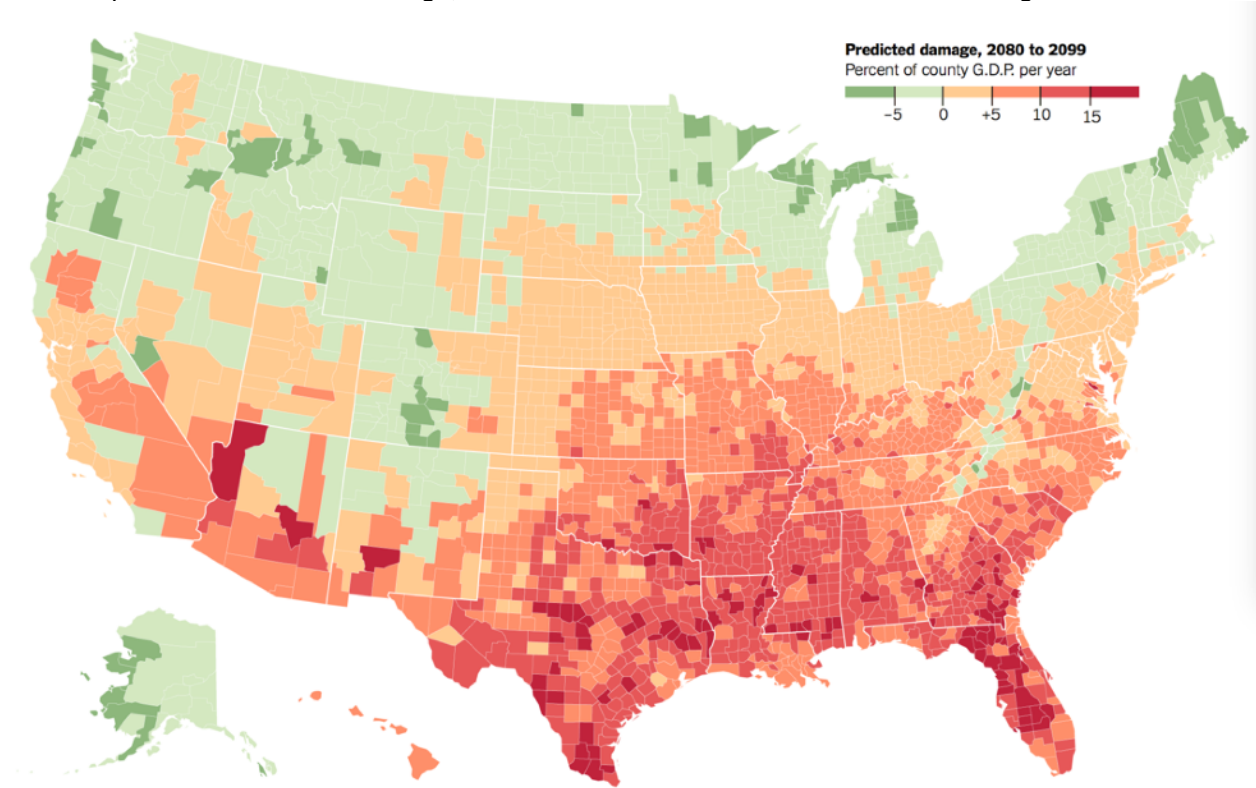 Predicted damage, 2080 to 2099
Percent of county G.D.P. per year
–5 0 +5 10 15